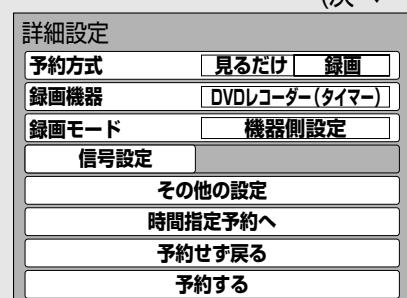 詳細設定
予約方式 見るだけ 録画
録画機器 DVDレコーダー(タイマー)
録画モード 機器側設定
信号設定
その他の設定
時間指定予約へ
予約せず戻る
予約する